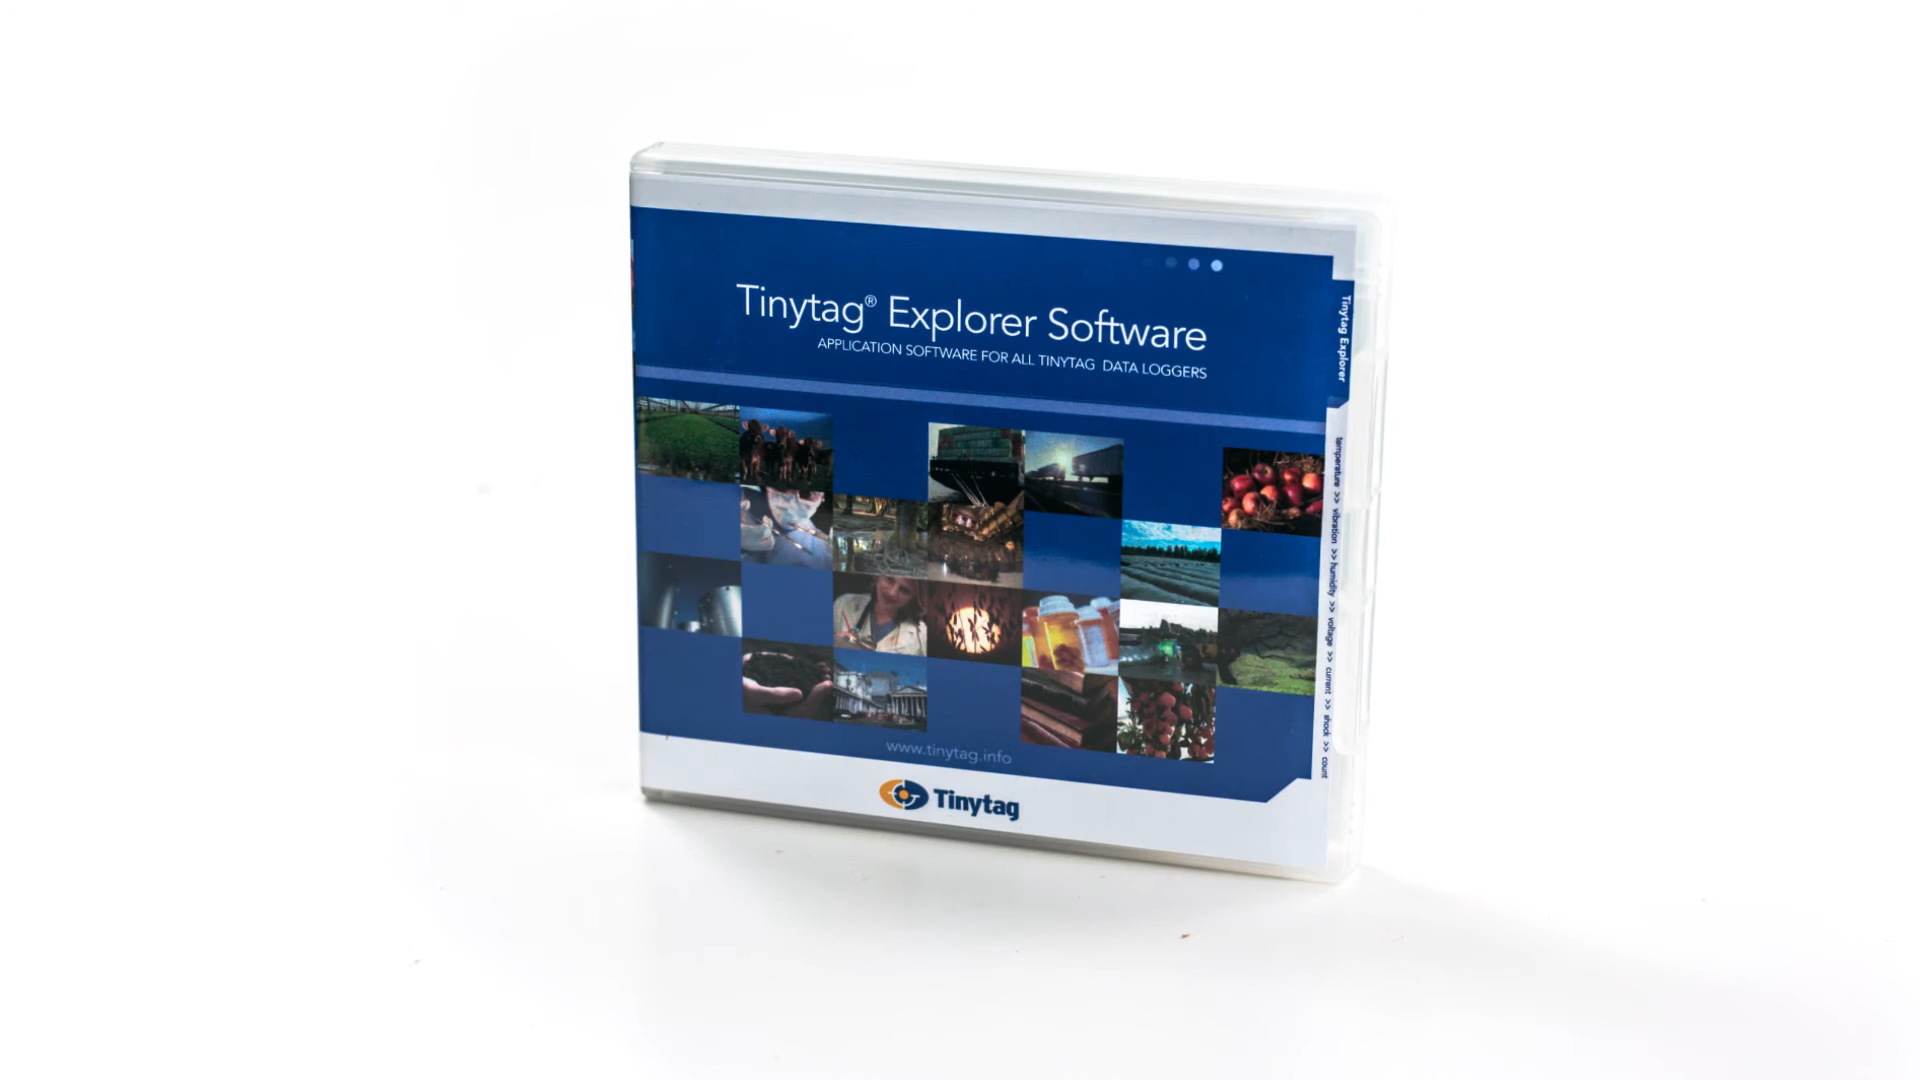 Tinytag® Explorer Software
APPLICATION SOFTWARE FOR ALL TINYTAG DATA LOGGERS
Tinytag Explorer
temperature >> vibration >> humidity >> voltage >> current >> shock >> count
www.tinytag.info
Tinytag